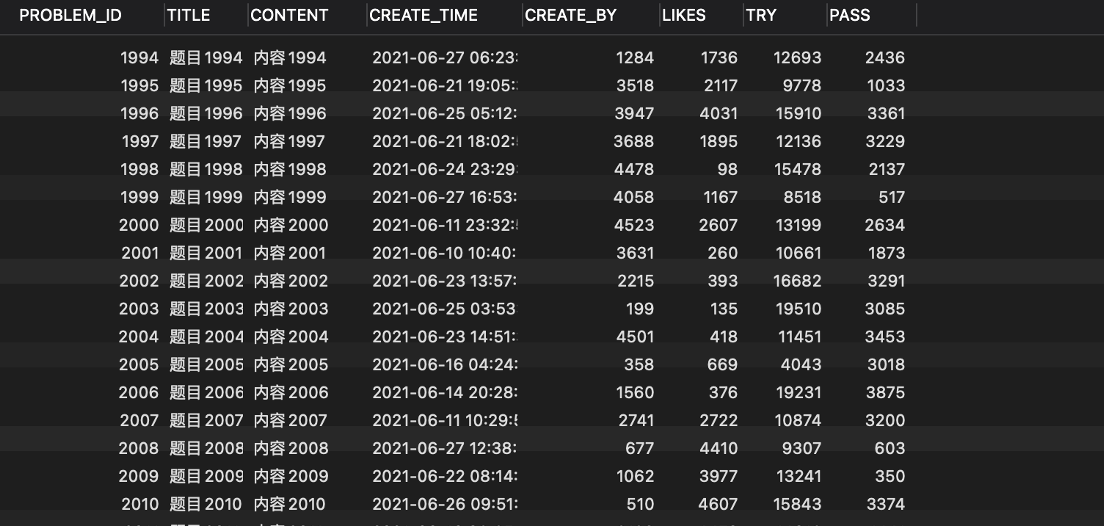 PROBLEM_ID TITLE CONTENT CREATE_TIME CREATE_BY LIKES TRY PASS
1994 题目1994 内容1994 2021-06-27 06:23: 1284 1736 12693 2436
1995 题目1995 内容1995 2021-06-21 19:05: 3518 2117 9778 1033
1996 题目1996 内容1996 2021-06-25 05:12: 3947 4031 15910 3361
1997 题目1997 内容1997 2021-06-21 18:02: 3688 1895 12136 3229
1998 题目1998 内容1998 2021-06-24 23:29 4478 98 15478 2137
1999 题目1999 内容1999 2021-06-27 16:53: 4058 1167 8518 517
2000 题目2000 内容2000 2021-06-11 23:32: 4523 2607 13199 2634
2001 题目2001 内容2001 2021-06-10 10:40: 3631 260 10661 1873
2002 题目2002 内容2002 2021-06-23 13:57: 2215 393 16682 3291
2003 题目2003 内容2003 2021-06-25 03:53 199 135 19510 3085
2004 题目2004 内容2004 2021-06-23 14:51: 4501 418 11451 3453
2005 题目2005 内容2005 2021-06-16 04:24: 358 669 4043 3018
2006 题目2006 内容2006 2021-06-14 20:28: 1560 376 19231 3875
2007 题目2007 内容2007 2021-06-11 10:29: 2741 2722 10874 3200
2008 题目2008 内容2008 2021-06-27 12:38: 677 4410 9307 603
2009 题目2009 内容2009 2021-06-22 08:14: 1062 3977 13241 350
2010 题目2010 内容2010 2021-06-26 09:51: 510 4607 15843 3374